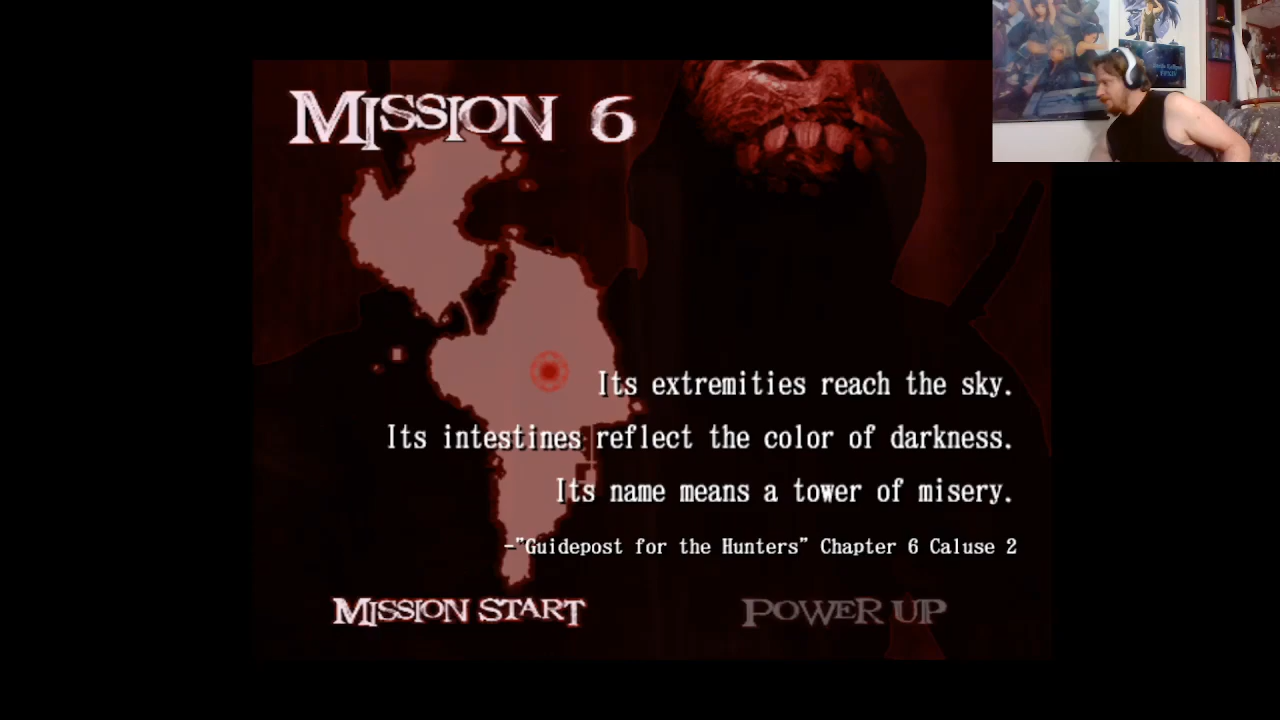 MISSION 6
Its extremities reach the sky.
Its intestines reflect the color of darkness.
Its name means a tower of misery.
-"Guidepost for the Hunters" Chapter 6 Caluse 2
MISSION START
POWER UP